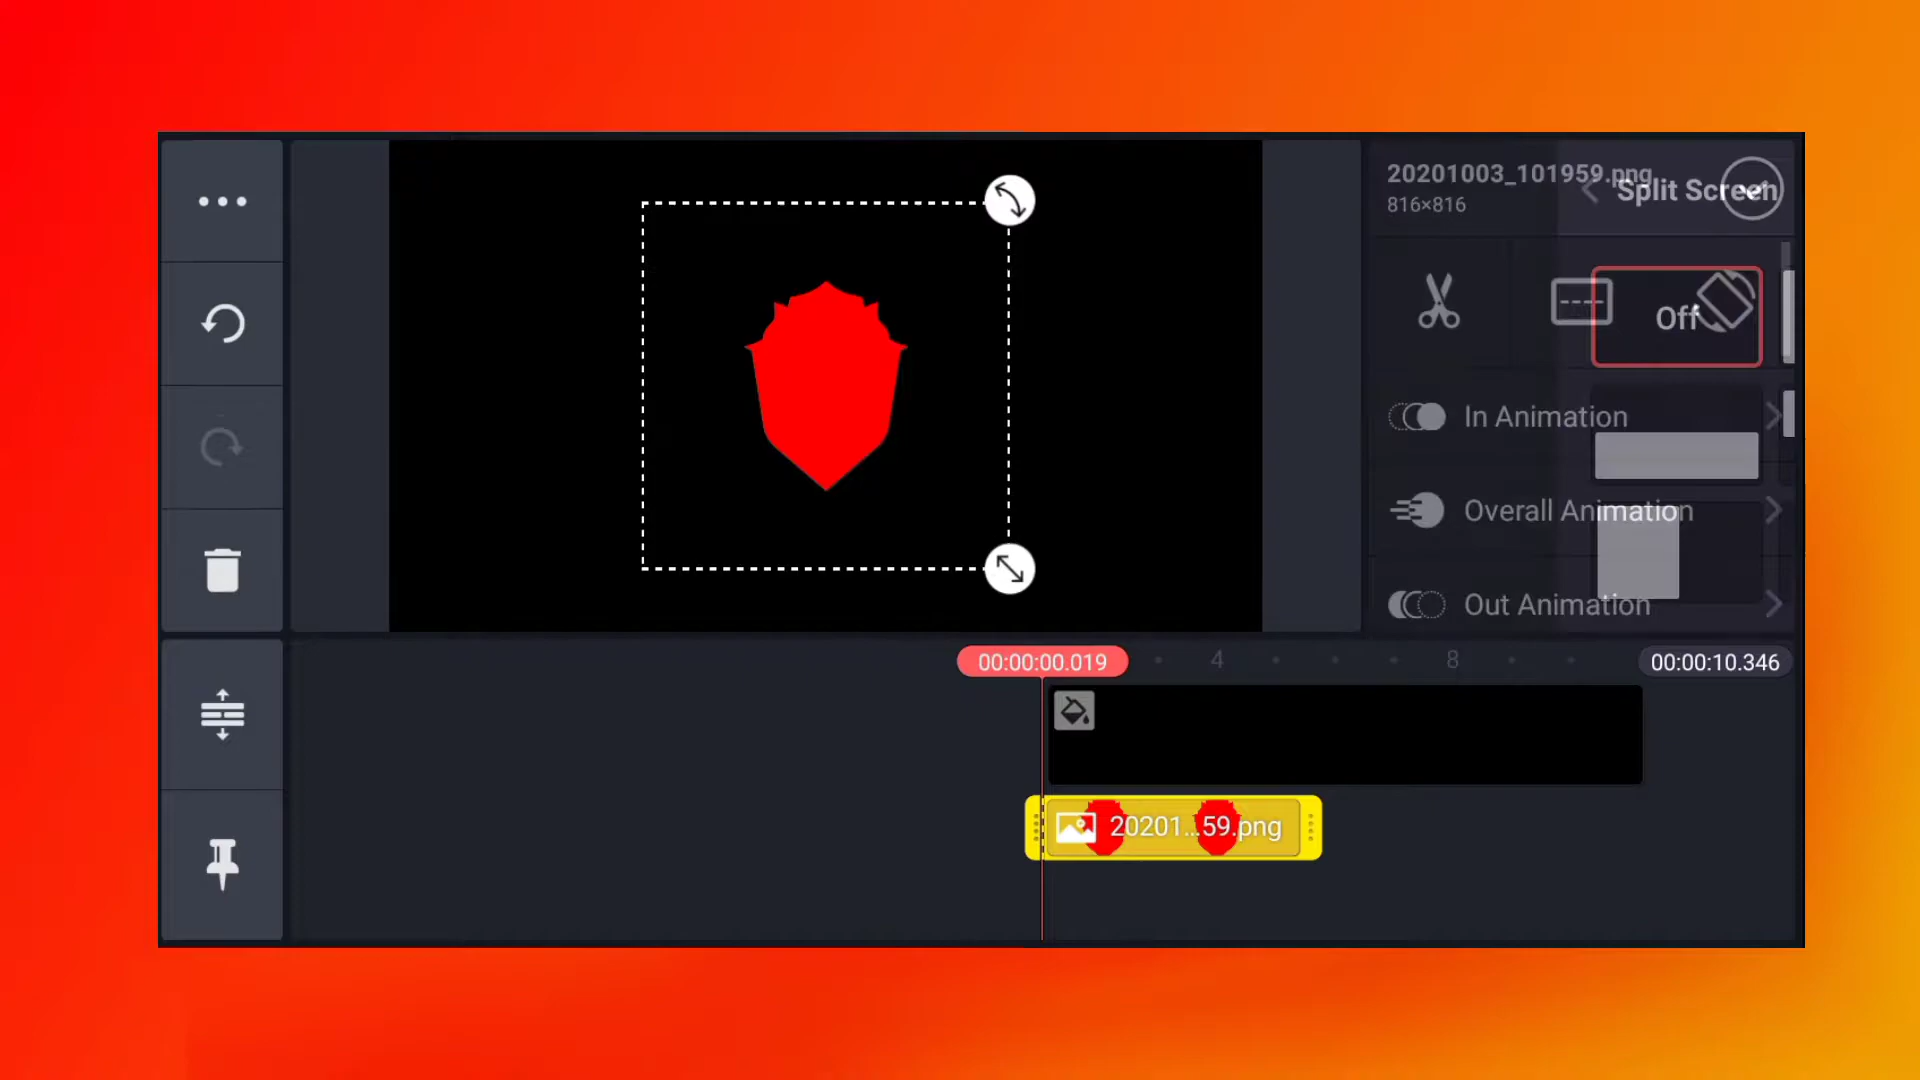 20201003_101959.png
Split Screen
816×816
Off
In Animation
Overall Animation
Out Animation
00:00:00.019
4
8
00:00:10.346
20201...59.png